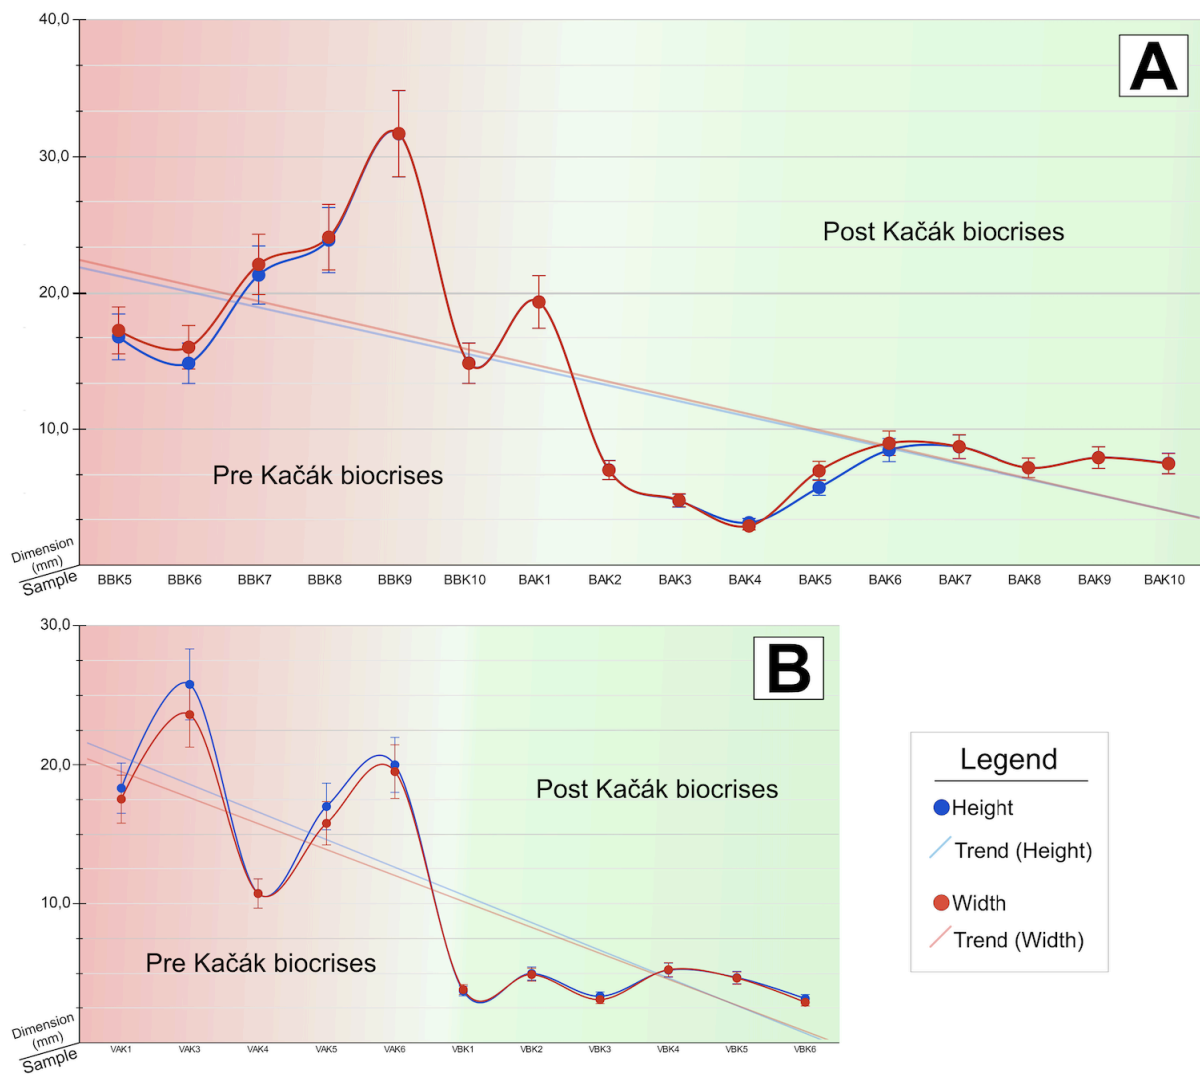 40,0
A
30,0
Post Kačák biocrises
20,0
10,0
Pre Kačák biocrises
Dimension
(mm)
Sample
BBK5 BBK6 BBK7 BBK8 BBK9 BBK10 BAK1 BAK2 BAK3 BAK4 BAK5 BAK6 BAK7 BAK8 BAK9 BAK10
30,0
B
20,0
Post Kačák biocrises
10,0
Pre Kačák biocrises
Dimension
(mm)
Sample
VAK1 VAK3 VAK4 VAK5 VAK6 VBK1 VBK2 VBK3 VBK4 VBK5 VBK6
Legend
Height
Trend (Height)
Width
Trend (Width)